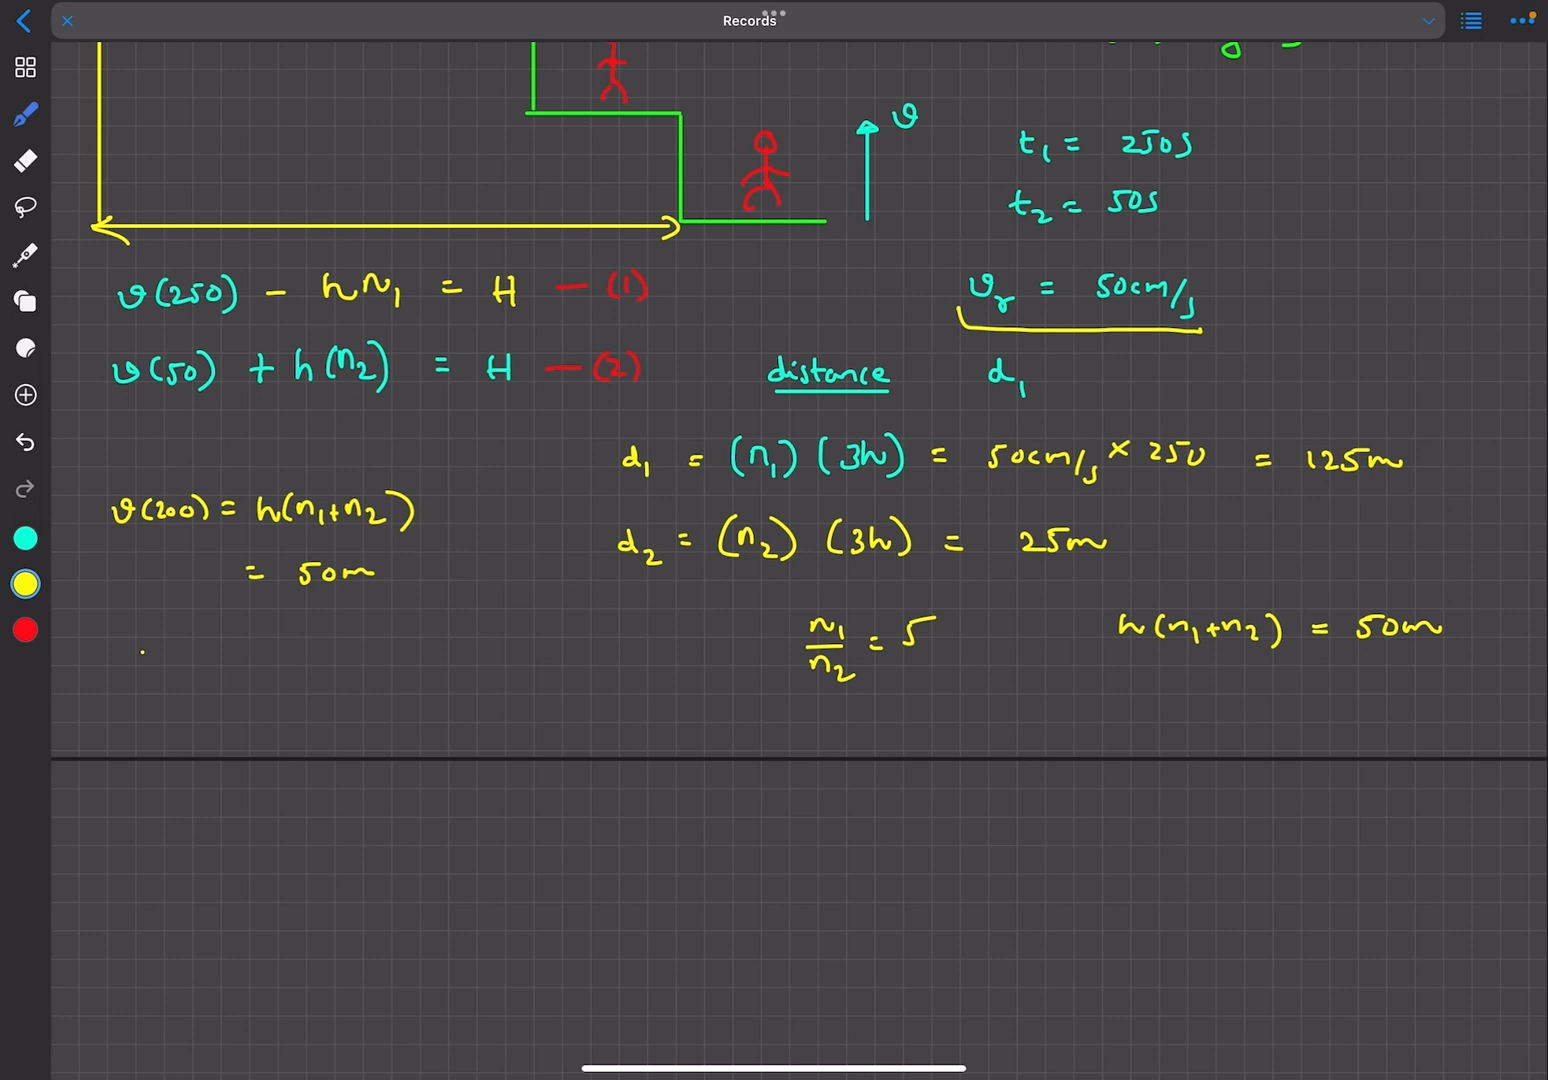 Records
v
t₁ = 250s
t₂ = 50s
v(250) - hn₁ = H - (1)
vᵣ = 50cm/s
v(50) + h(n₂) = H - (2)
distance d₁
d₁ = (n₁) (3h) = 50cm/s × 250 = 125m
v(200) = h(n₁+n₂)
= 50m
d₂ = (n₂) (3h) = 25m
n₁/n₂ = 5
h(n₁+n₂) = 50m